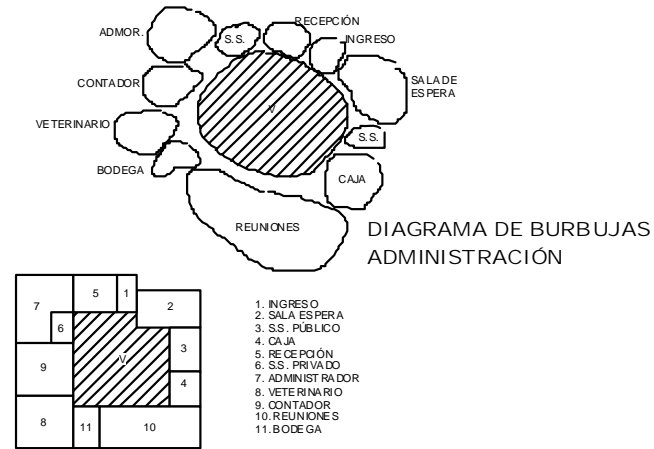 RECEPCIÓN
ADMOR.
S.S.
INGRESO
CONTADOR
V
SALA DE
ESPERA
VETERINARIO
S.S.
BODEGA
CAJA
REUNIONES
DIAGRAMA DE BURBUJAS
ADMINISTRACIÓN
5
1
7
2
6
3
V
9
4
8
11
10
1. INGRESO
2. SALA ESPERA
3. S.S. PÚBLICO
4. CAJA
5. RECEPCIÓN
6. S.S. PRIVADO
7. ADMINISTRADOR
8. VETERINARIO
9. CONTADOR
10. REUNIONES
11. BODEGA